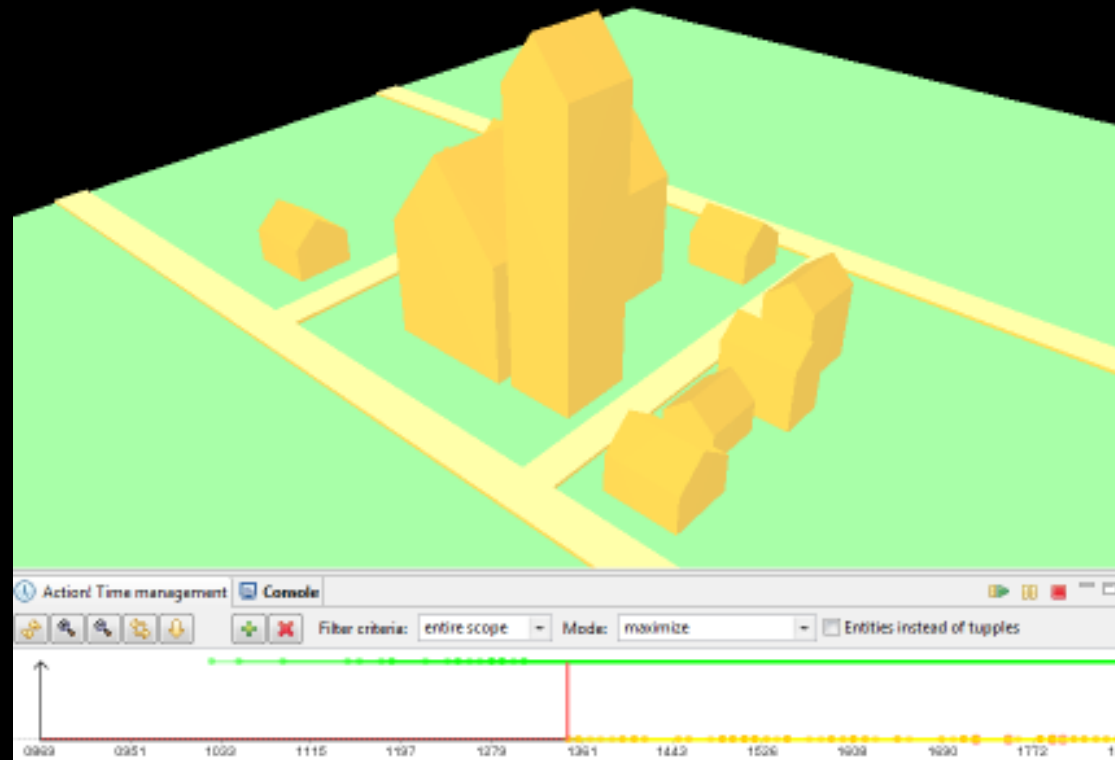 Action! Time management Console
Filter criteria: entire scope Mode: maximize Entities instead of tupples
0951 1033 1115 1197 1279 1361 1443 1526 1608 1690 1772